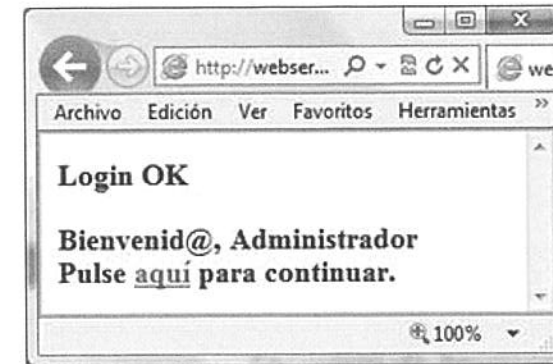 http://webser...
we
Archivo Edición Ver Favoritos Herramientas »
Login OK
Bienvenid@, Administrador
Pulse aquí para continuar.
100%